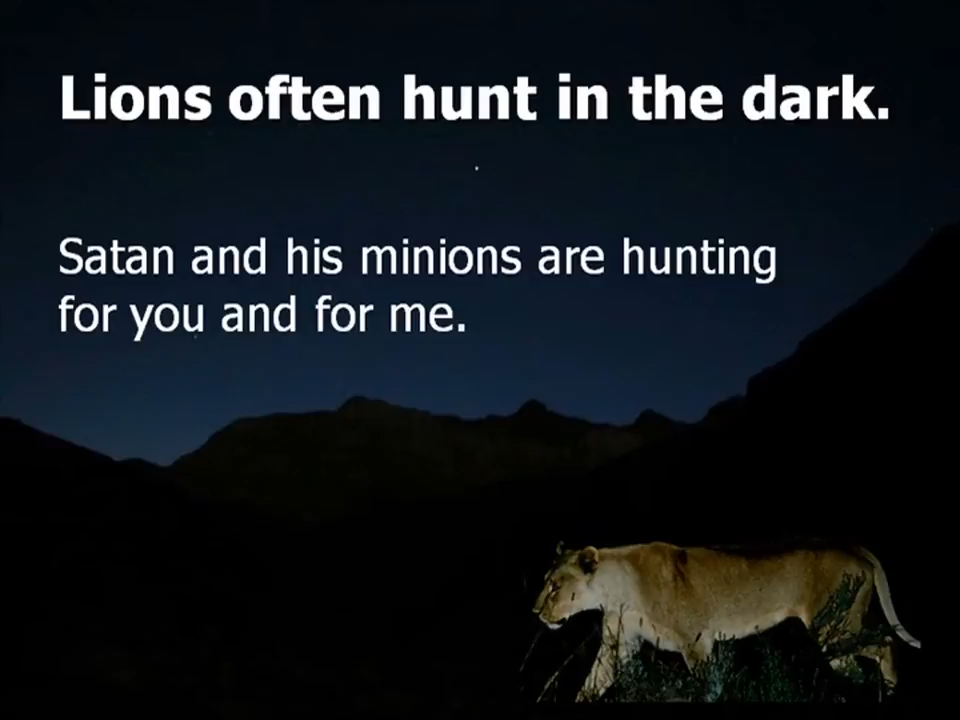 Lions often hunt in the dark.
Satan and his minions are hunting
for you and for me.